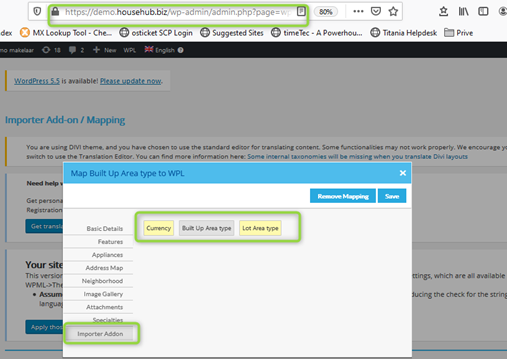 https://demo.househub.biz/wp-admin/admin.php?page=w
80%
dex
MX Lookup Tool - Che...
osticket SCP Login
Suggested Sites
timeTec - A Powerhou...
Titania Helpdesk
Prive
mo makelaar
18
2
New
WPL
English
WordPress 5.5 is available! Please update now.
Importer Add-on / Mapping
You are using DIVI theme, and you have chosen to use the standard editor for translating content. Some functionalities may not work properly. We encourage yo
switch to use the Translation Editor. You can find more information here: Some internal taxonomies will be missing when you translate Divi layouts
Map Built Up Area type to WPL
Need help w
Remove Mapping
Save
Get persona
Registration
Get transl
Basic Details
Currency
Built Up Area type
Lot Area type
Features
Appliances
Address Map
Your site
Neighborhood
This version
ttings, which are all available
WPML->The
Image Gallery
Assum
ducing the check for the string
langua
Attachments
Specialties
Apply thos
Importer Addon